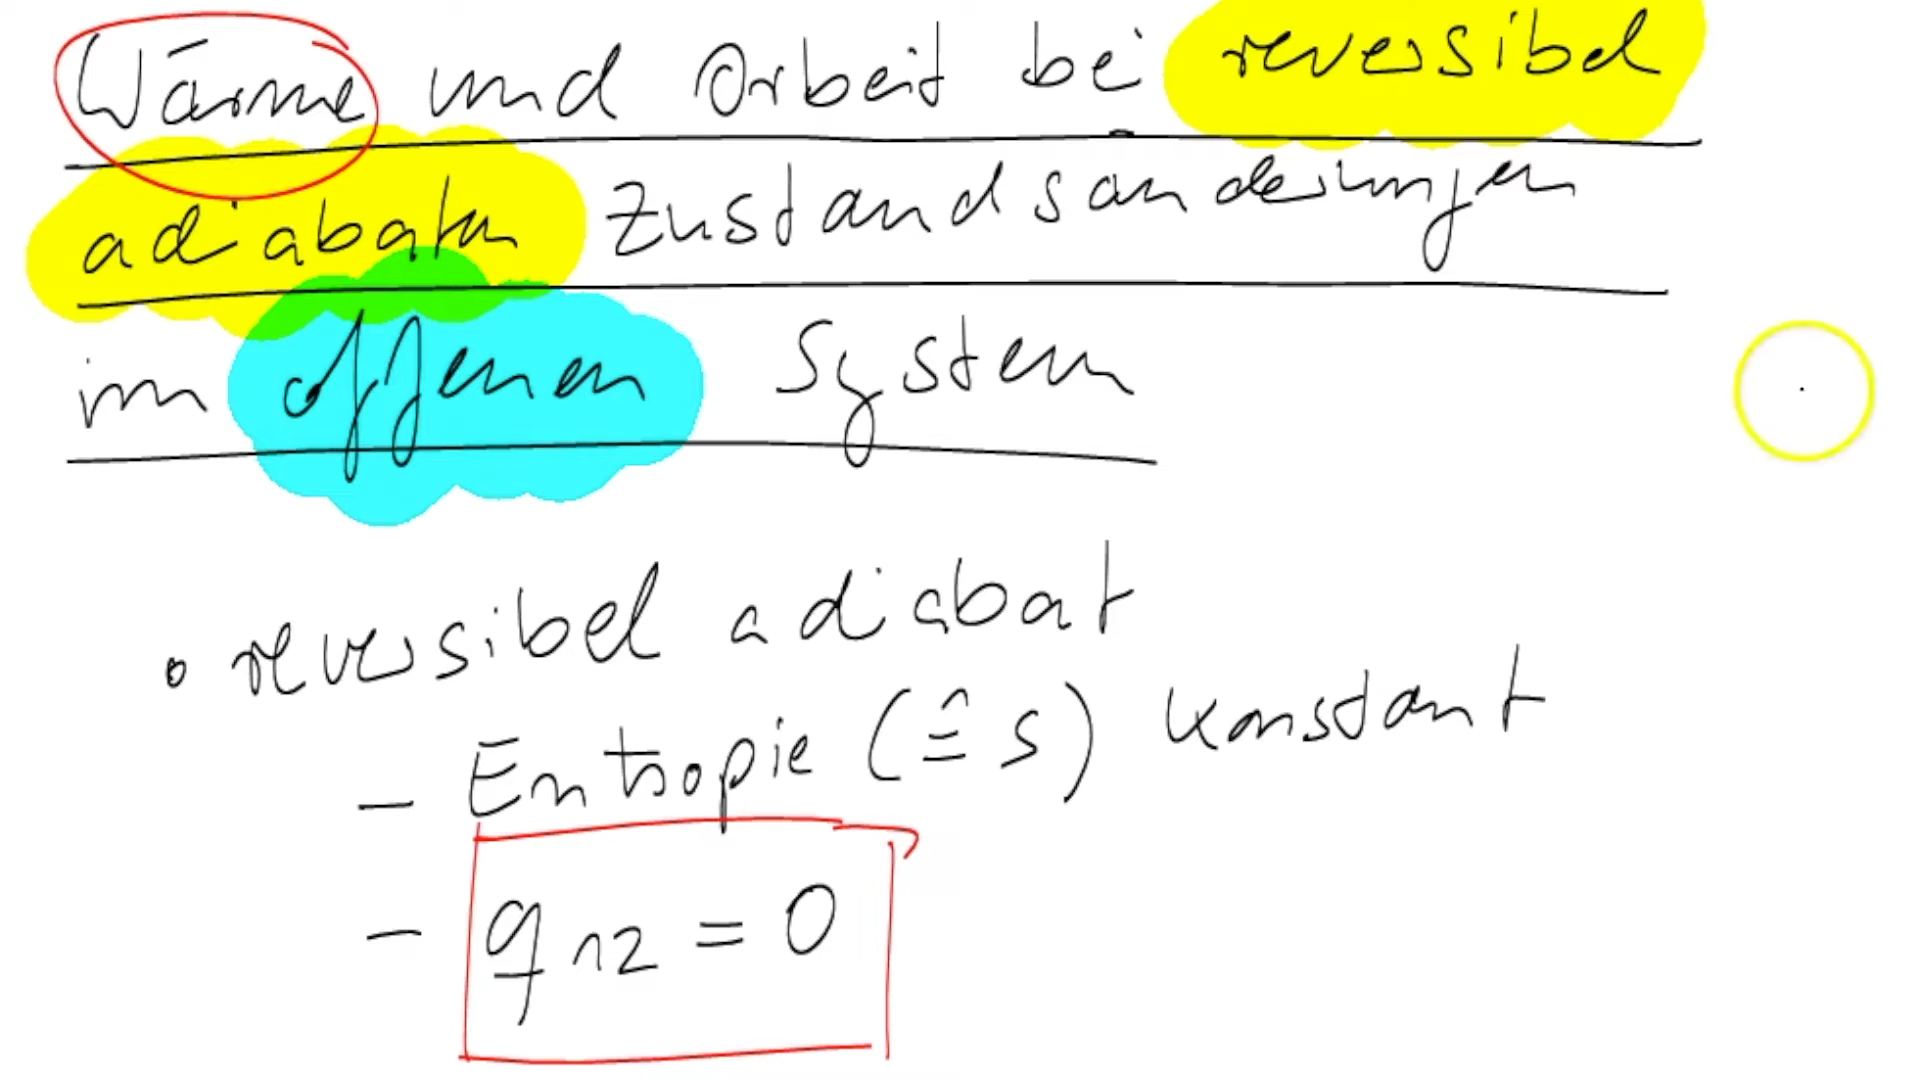 Wärme und Arbeit bei reversibel
adiabaten Zustandsänderungen
im offenen System
• reversibel adiabat
- Entropie (≙ s) konstant
- q12 = 0